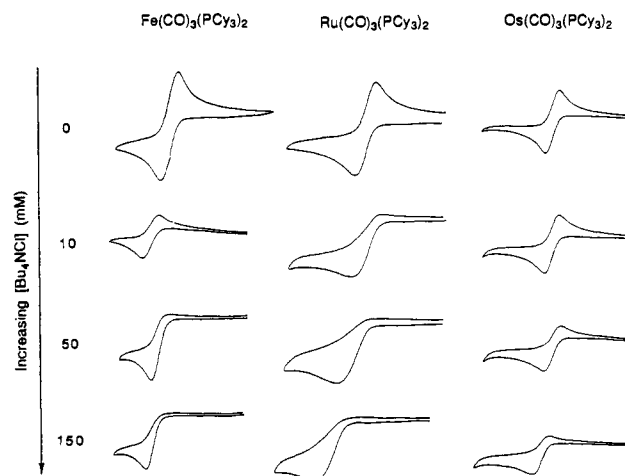 Fe(CO)₃(PCy₃)₂ Ru(CO)₃(PCy₃)₂ Os(CO)₃(PCy₃)₂
Increasing [Bu₄NCl] (mM)
0
10
50
150